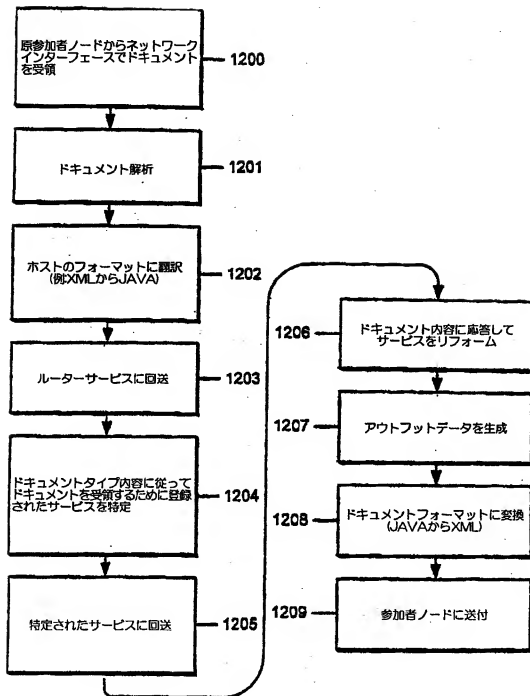 原参加者ノードからネットワーク
インターフェースでドキュメント
を受領
1200
ドキュメント解析
1201
ホストのフォーマットに翻訳
(例:XMLからJAVA)
1202
ルーターサービスに回送
1203
ドキュメントタイプ内容に従って
ドキュメントを受領するために登録
されたサービスを特定
1204
特定されたサービスに回送
1205
1206
ドキュメント内容に応答して
サービスをリフォーム
1207
アウトフットデータを生成
1208
ドキュメントフォーマットに変換
(JAVAからXML)
1209
参加者ノードに送付